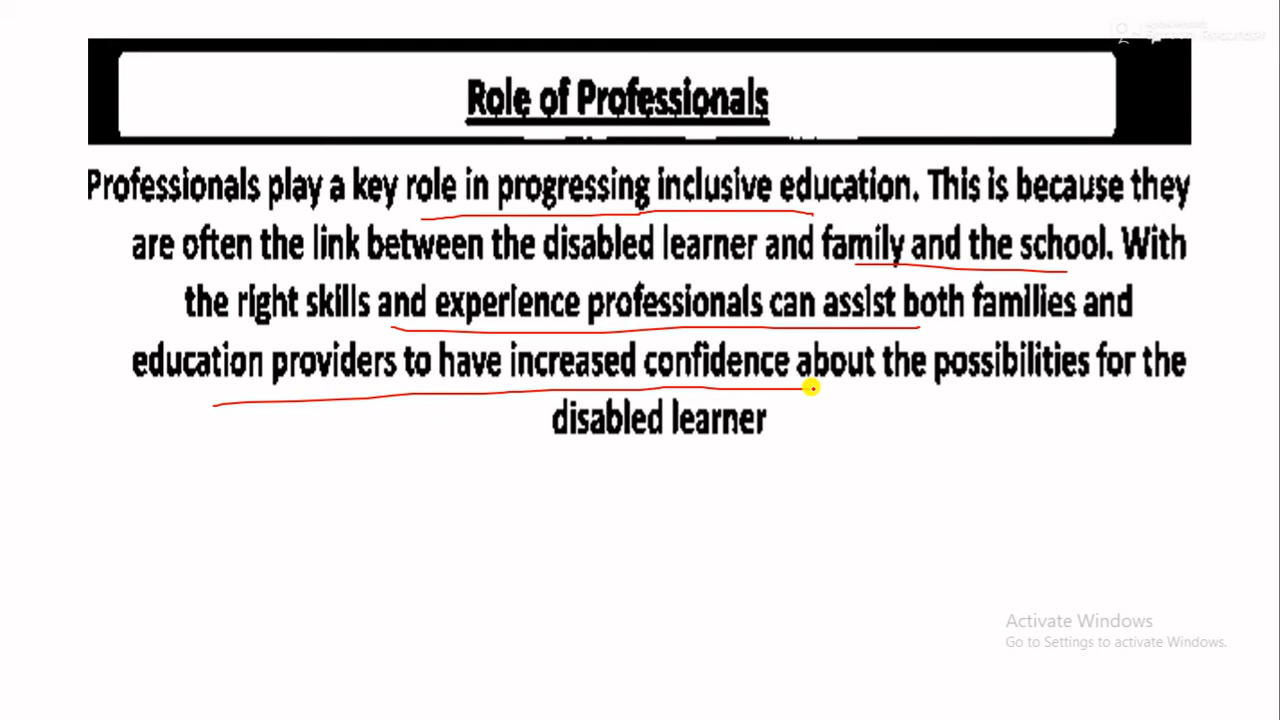 Role of Professionals
Professionals play a key role in progressing inclusive education. This is because they
are often the link between the disabled learner and family and the school. With
the right skills and experience professionals can assist both families and
education providers to have increased confidence about the possibilities for the
disabled learner
Activate Windows
Go to Settings to activate Windows.